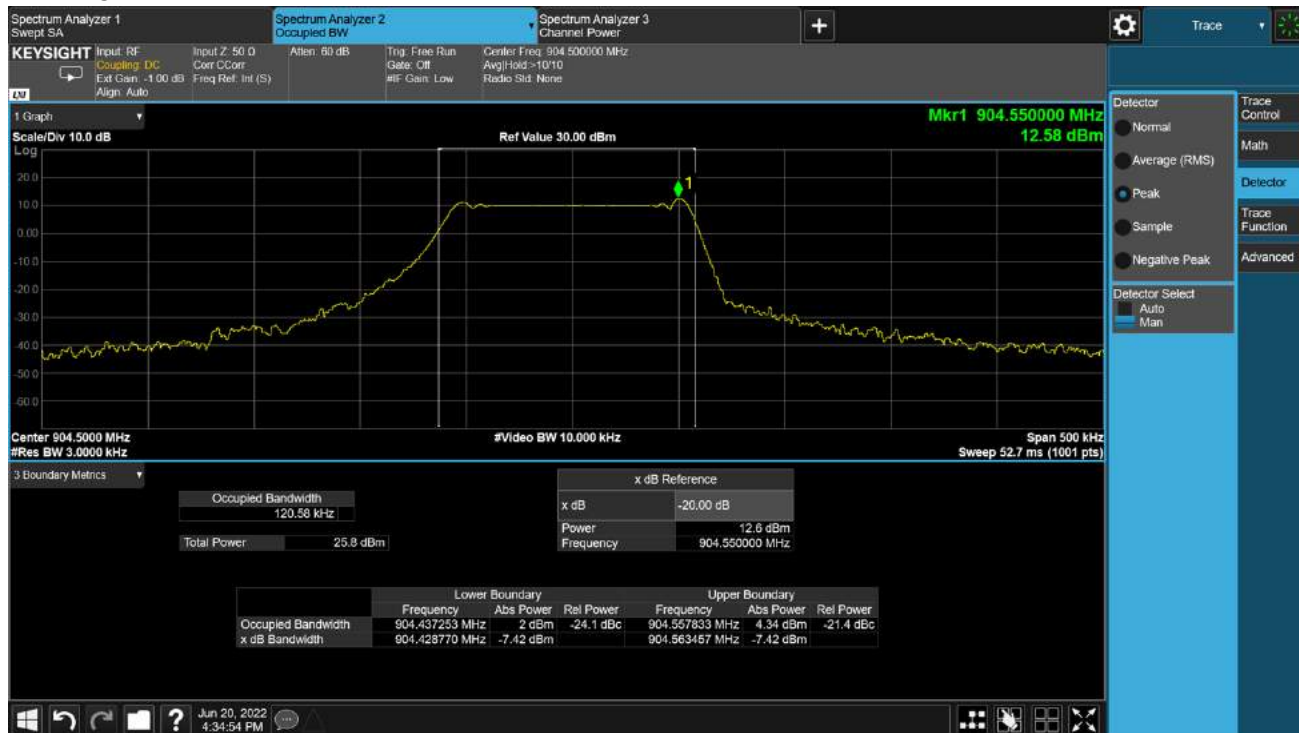 Spectrum Analyzer 1
Swept SA
Spectrum Analyzer 2
Occupied BW
Spectrum Analyzer 3
Channel Power
+
Trace
KEYSIGHT
Input: RF
Coupling: DC
Ext Gain: -1.00 dB
Align: Auto
Input Z: 50 Ω
Corr CCorr
Freq Ref: Int (S)
Atten: 60 dB
Trig: Free Run
Gate: Off
#IF Gain: Low
Center Freq: 904.500000 MHz
Avg|Hold:>10/10
Radio Std: None
LXI
1 Graph
Scale/Div 10.0 dB
Log
Ref Value 30.00 dBm
Mkr1 904.550000 MHz
12.58 dBm
20.0
10.0
0.00
-10.0
-20.0
-30.0
-40.0
-50.0
-60.0
1
Center 904.5000 MHz
#Res BW 3.0000 kHz
#Video BW 10.000 kHz
Span 500 kHz
Sweep 52.7 ms (1001 pts)
3 Boundary Metrics
Occupied Bandwidth
120.58 kHz
Total Power 25.8 dBm
x dB Reference
x dB -20.00 dB
Power 12.6 dBm
Frequency 904.550000 MHz
Lower Boundary Upper Boundary
Frequency Abs Power Rel Power Frequency Abs Power Rel Power
Occupied Bandwidth 904.437253 MHz 2 dBm -24.1 dBc 904.557833 MHz 4.34 dBm -21.4 dBc
x dB Bandwidth 904.428770 MHz -7.42 dBm 904.563457 MHz -7.42 dBm
Detector
Normal
Average (RMS)
Peak
Sample
Negative Peak
Detector Select
Auto
Man
Trace
Control
Math
Detector
Trace
Function
Advanced
?
Jun 20, 2022
4:34:54 PM